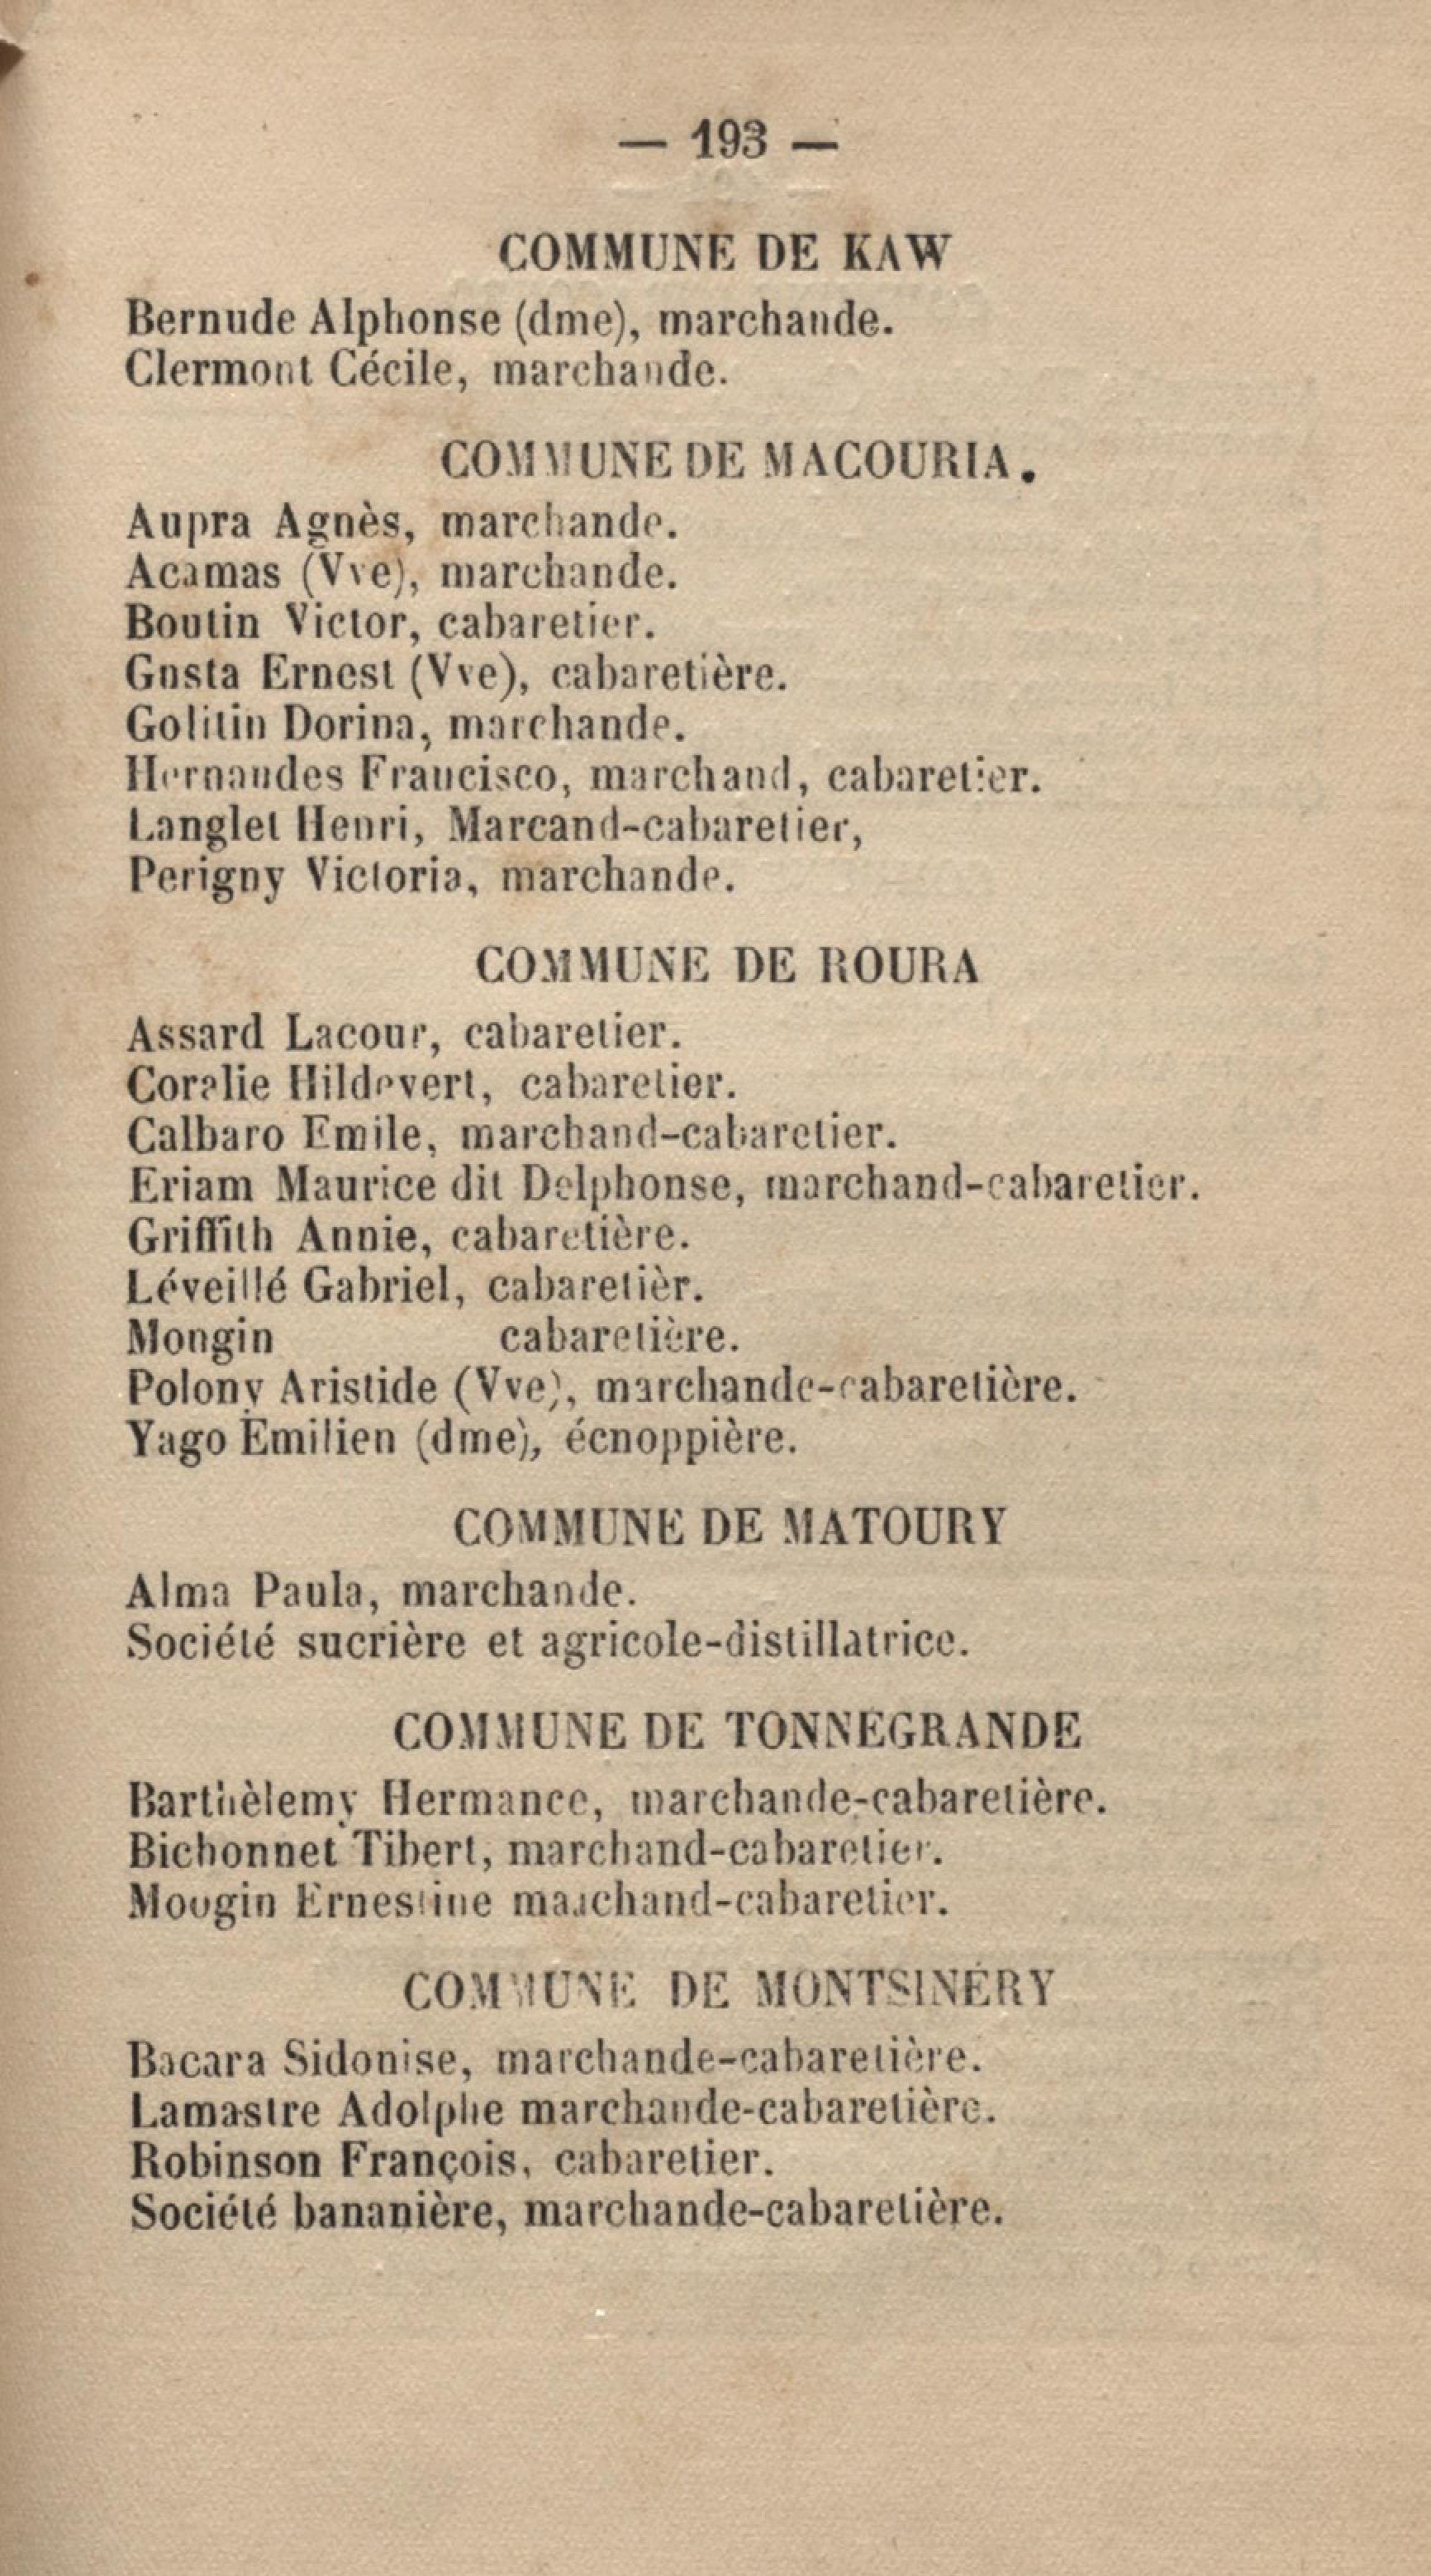 — 193 —
COMMUNE DE KAW
Bernude Alphonse (dme), marchande.
Clermont Cécile, marchande.
COMMUNE DE MACOURIA.
Aupra Agnès, marchande.
Acamas (Vve), marchande.
Boutin Victor, cabaretier.
Gusta Ernest (Vve), cabaretière.
Golitin Dorina, marchande.
Hernandes Francisco, marchand, cabaretier.
Langlet Henri, Marcand-cabaretier,
Perigny Victoria, marchande.
COMMUNE DE ROURA
Assard Lacour, cabaretier.
Coralie Hildevert, cabaretier.
Calbaro Emile, marchand-cabaretier.
Eriam Maurice dit Delphonse, marchand-cabaretier.
Griffith Annie, cabaretière.
Léveillé Gabriel, cabaretièr.
Mongin cabaretière.
Polony Aristide (Vve), marchande-cabaretière.
Yago Emilien (dme), écnoppière.
COMMUNE DE MATOURY
Alma Paula, marchande.
Société sucrière et agricole-distillatrice.
COMMUNE DE TONNEGRANDE
Barthèlemy Hermance, marchande-cabaretière.
Bichonnet Tibert, marchand-cabaretier.
Mougin Ernestine marchand-cabaretier.
COMMUNE DE MONTSINÉRY
Bacara Sidonise, marchande-cabaretière.
Lamastre Adolphe marchande-cabaretière.
Robinson François, cabaretier.
Société bananière, marchande-cabaretière.